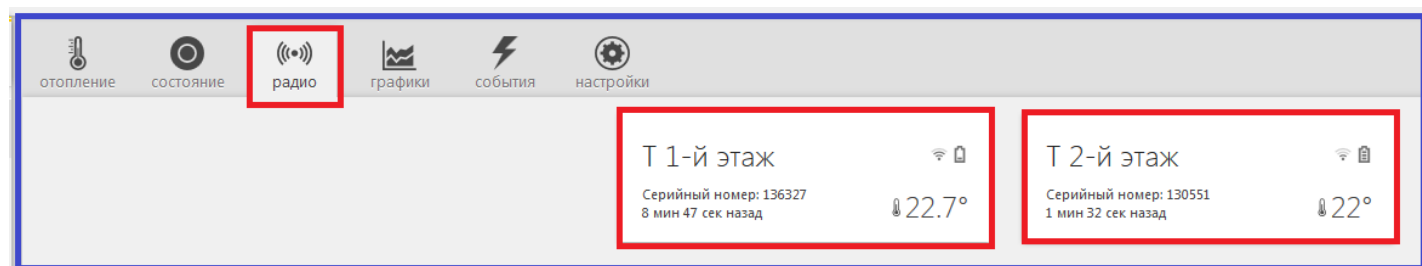 отопление состояние радио графики события настройки
Т 1-й этаж
Серийный номер: 136327
8 мин 47 сек назад
22.7°
Т 2-й этаж
Серийный номер: 130551
1 мин 32 сек назад
22°